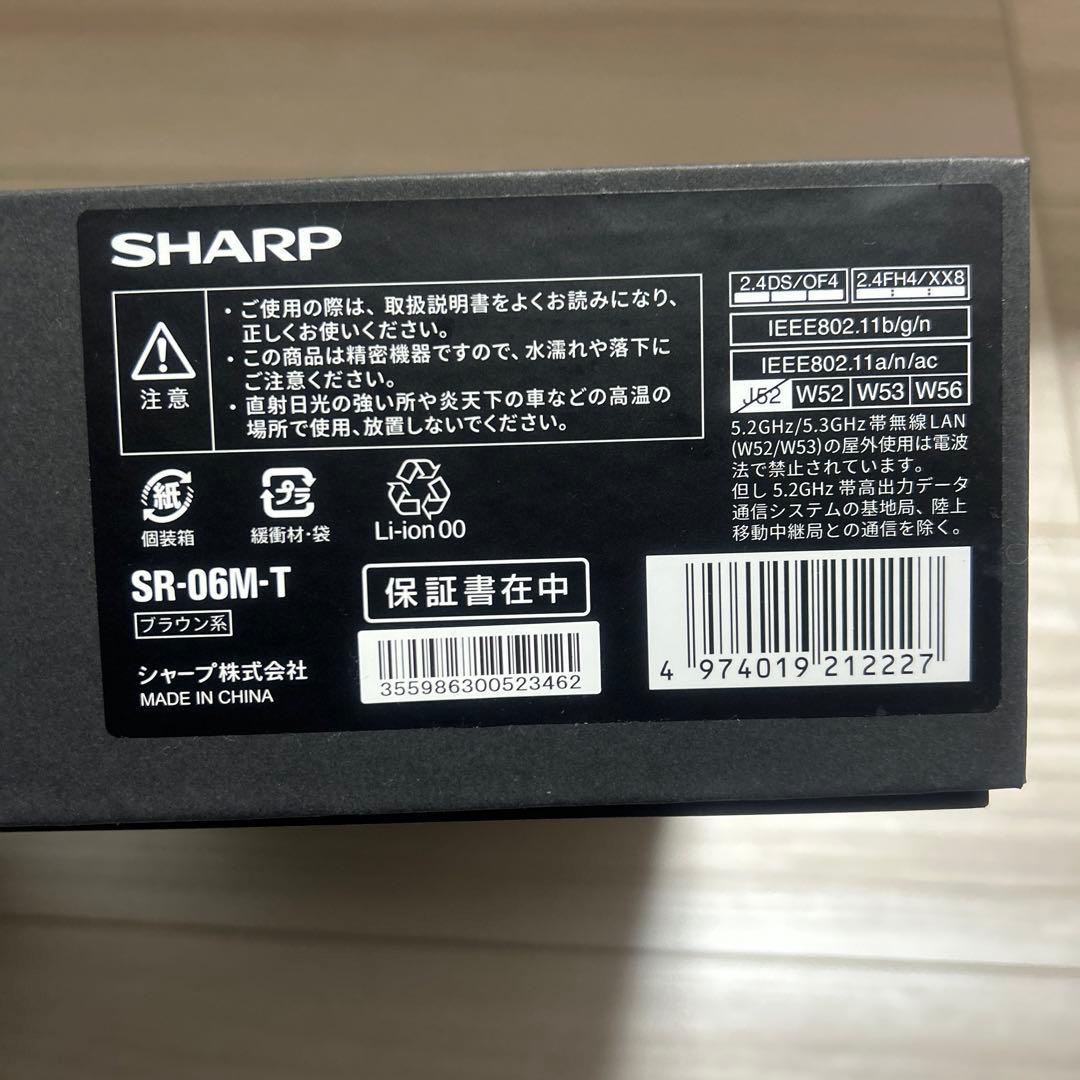 SHARP
注意
・ご使用の際は、取扱説明書をよくお読みになり、
正しくお使いください。
・この商品は精密機器ですので、水濡れや落下に
ご注意ください。
・直射日光の強い所や炎天下の車などの高温の
場所で使用、放置しないでください。
2.4DS/OF4 2.4FH4/XX8
IEEE802.11b/g/n
IEEE802.11a/n/ac
J52 W52 W53 W56
5.2GHz/5.3GHz帯無線LAN
(W52/W53)の屋外使用は電波
法で禁止されています。
但し5.2GHz帯高出力データ
通信システムの基地局、陸上
移動中継局との通信を除く。
紙
個装箱
プラ
緩衝材・袋
Li-ion 00
SR-06M-T
ブラウン系
シャープ株式会社
MADE IN CHINA
保証書在中
355986300523462
4 974019 212227